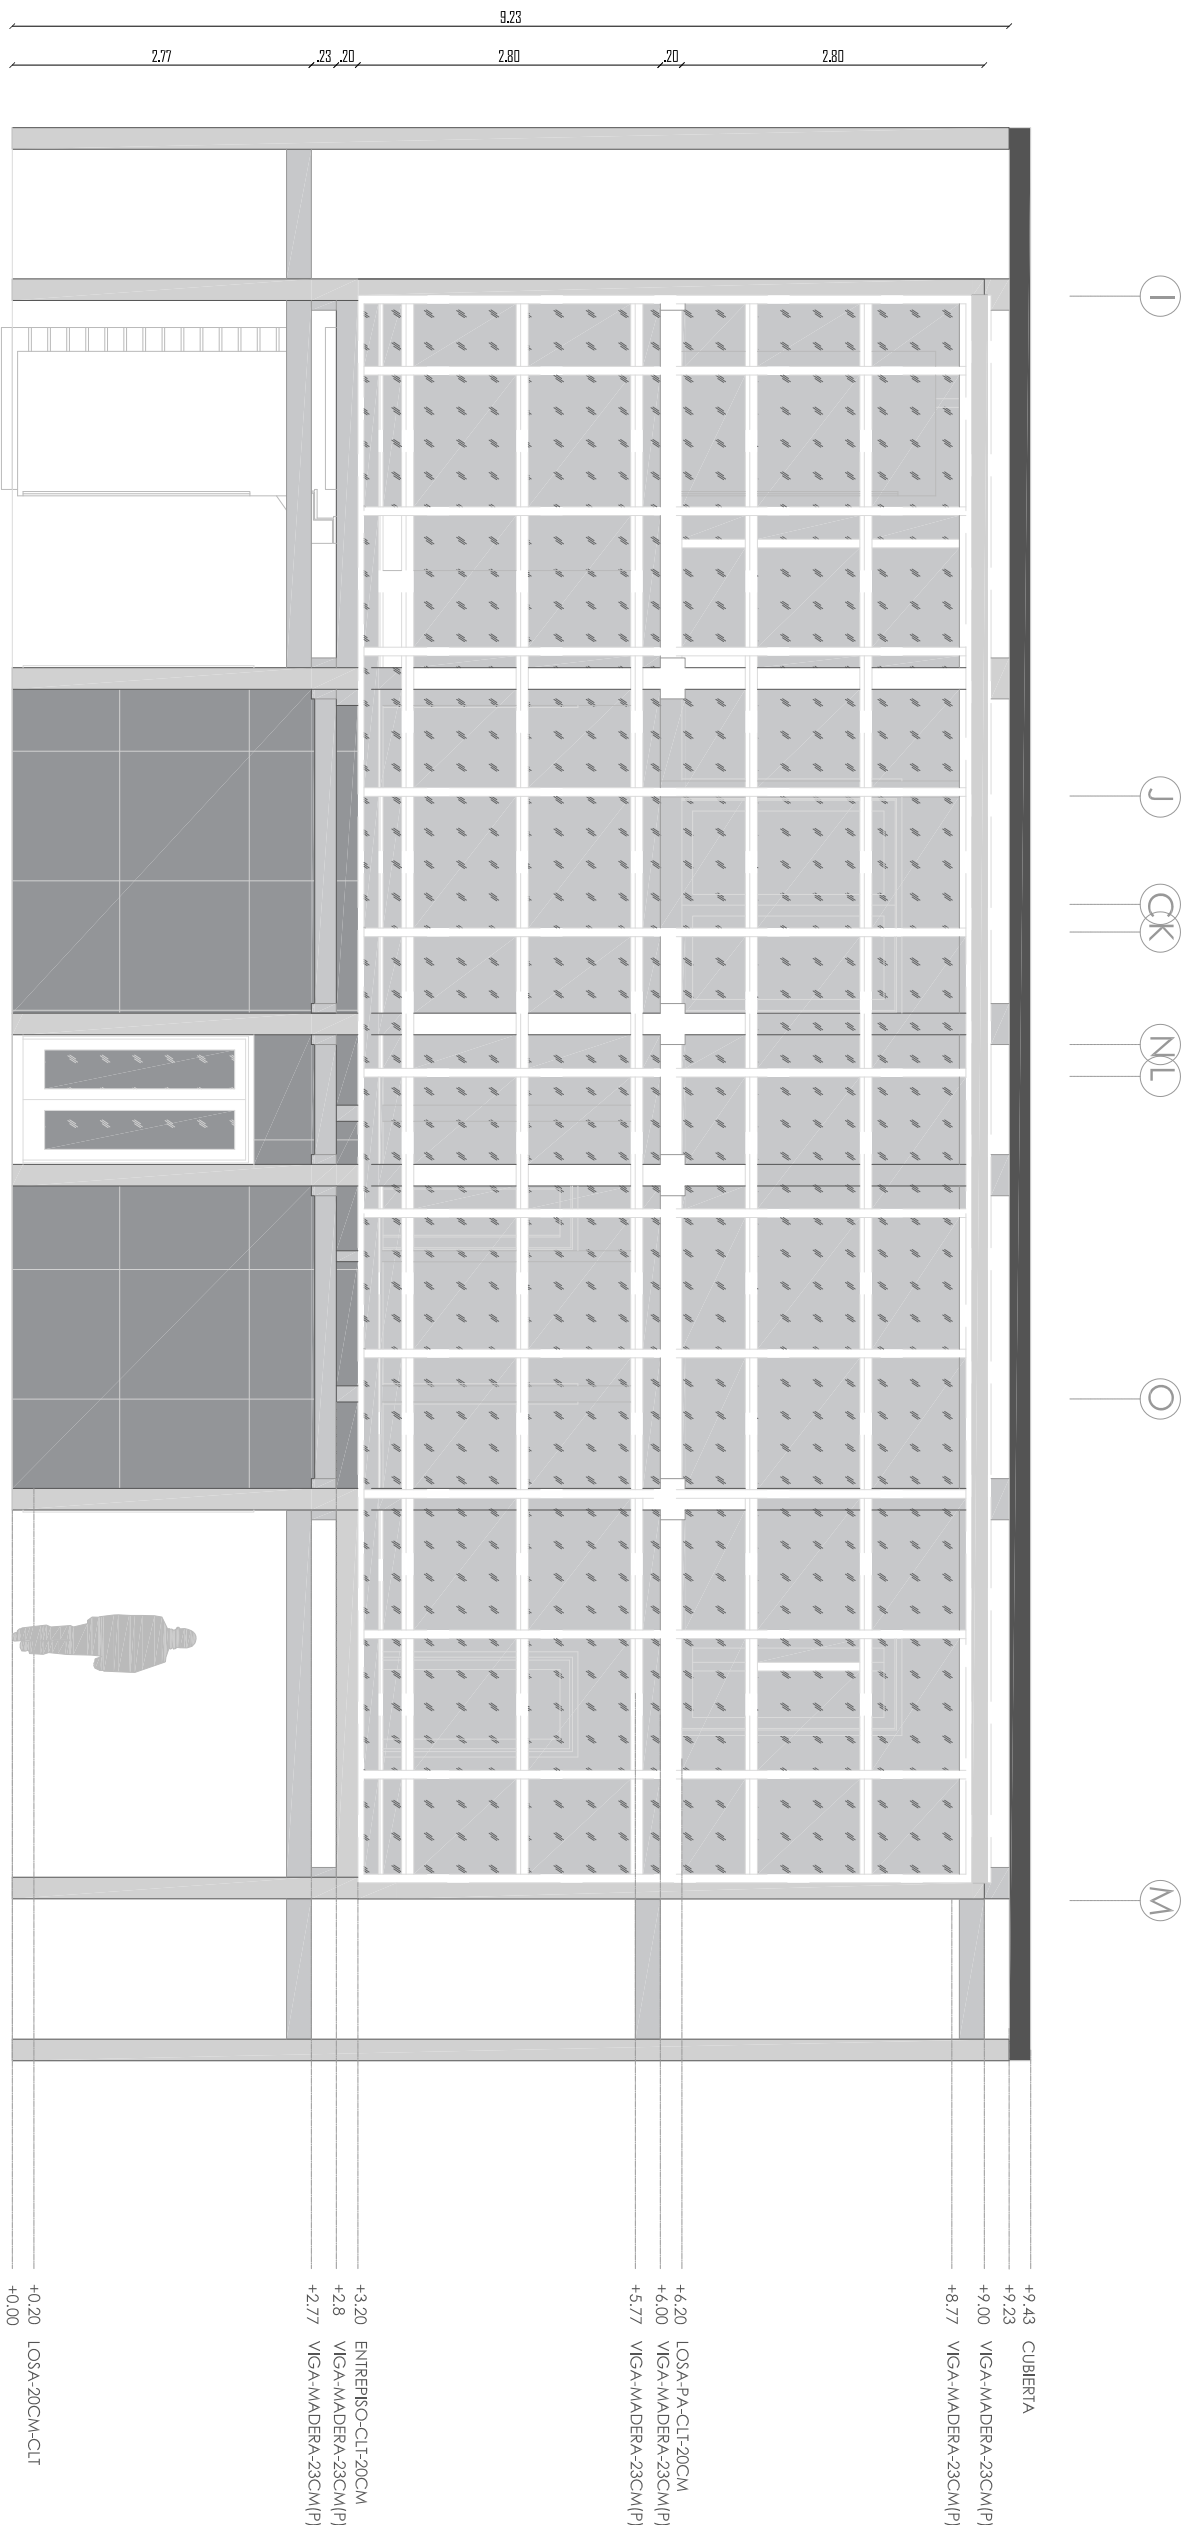 9.23
2.77
.23
.20
2.80
.20
2.80
I
J
C
K
N
L
O
M
+9.43 CUBIERTA
+9.23
+9.00 VIGA-MADERA-23CM(P)
+8.77 VIGA-MADERA-23CM(P)
+6.20 LOSA-PA-CLT-20CM
+6.00 VIGA-MADERA-23CM(P)
+5.77 VIGA-MADERA-23CM(P)
+3.20 ENTREPISO-CLT-20CM
+2.8 VIGA-MADERA-23CM(P)
+2.77 VIGA-MADERA-23CM(P)
+0.20 LOSA-20CM-CLT
+0.00